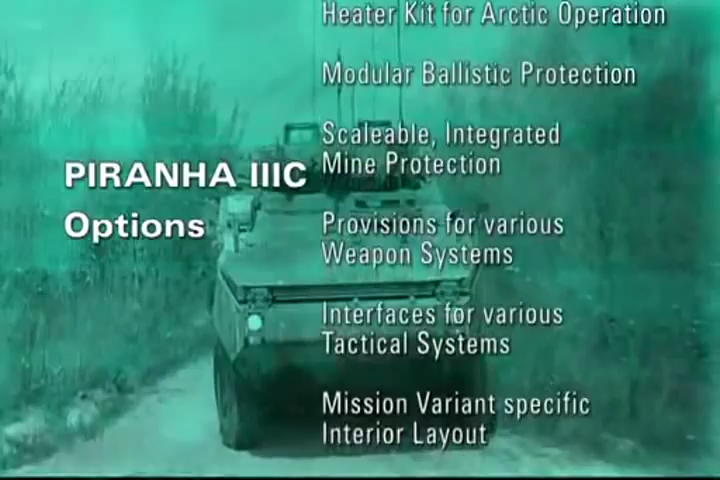 Heater Kit for Arctic Operation
Modular Ballistic Protection
Scaleable, Integrated
Mine Protection
PIRANHA IIIC
Options
Provisions for various
Weapon Systems
Interfaces for various
Tactical Systems
Mission Variant specific
Interior Layout